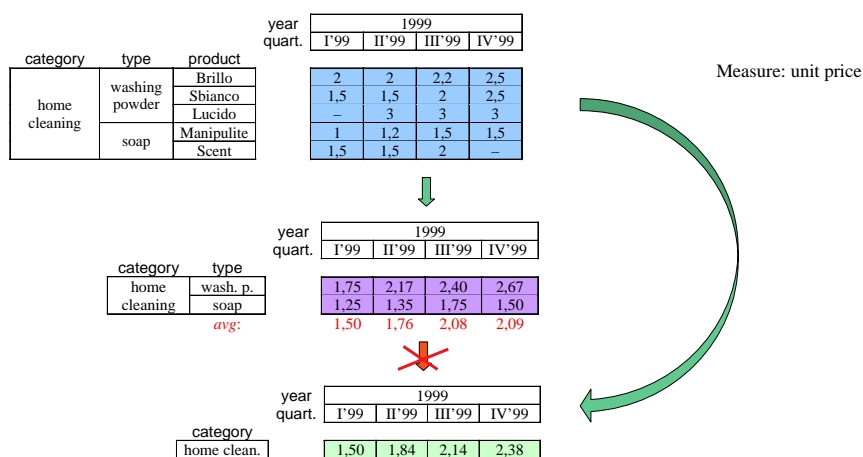 year 1999
quart. I'99 II'99 III'99 IV'99
category type product
Brillo 2 2 2,2 2,5
Measure: unit price
washing powder
Sbianco 1,5 1,5 2 2,5
home cleaning
Lucido – 3 3 3
soap
Manipulite 1 1,2 1,5 1,5
Scent 1,5 1,5 2 –
year 1999
quart. I'99 II'99 III'99 IV'99
category type
home wash. p. 1,75 2,17 2,40 2,67
cleaning soap 1,25 1,35 1,75 1,50
avg: 1,50 1,76 2,08 2,09
year 1999
quart. I'99 II'99 III'99 IV'99
category
home clean. 1,50 1,84 2,14 2,38